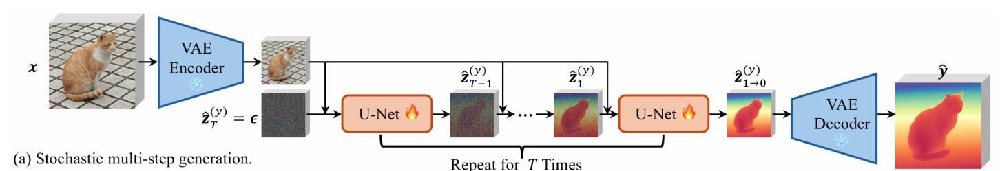 x
VAE
Encoder
ẑ_T^(y) = ϵ
U-Net
ẑ_{T-1}^(y)
...
ẑ_1^(y)
U-Net
ẑ_{1→0}^(y)
VAE
Decoder
ŷ
Repeat for T Times
(a) Stochastic multi-step generation.